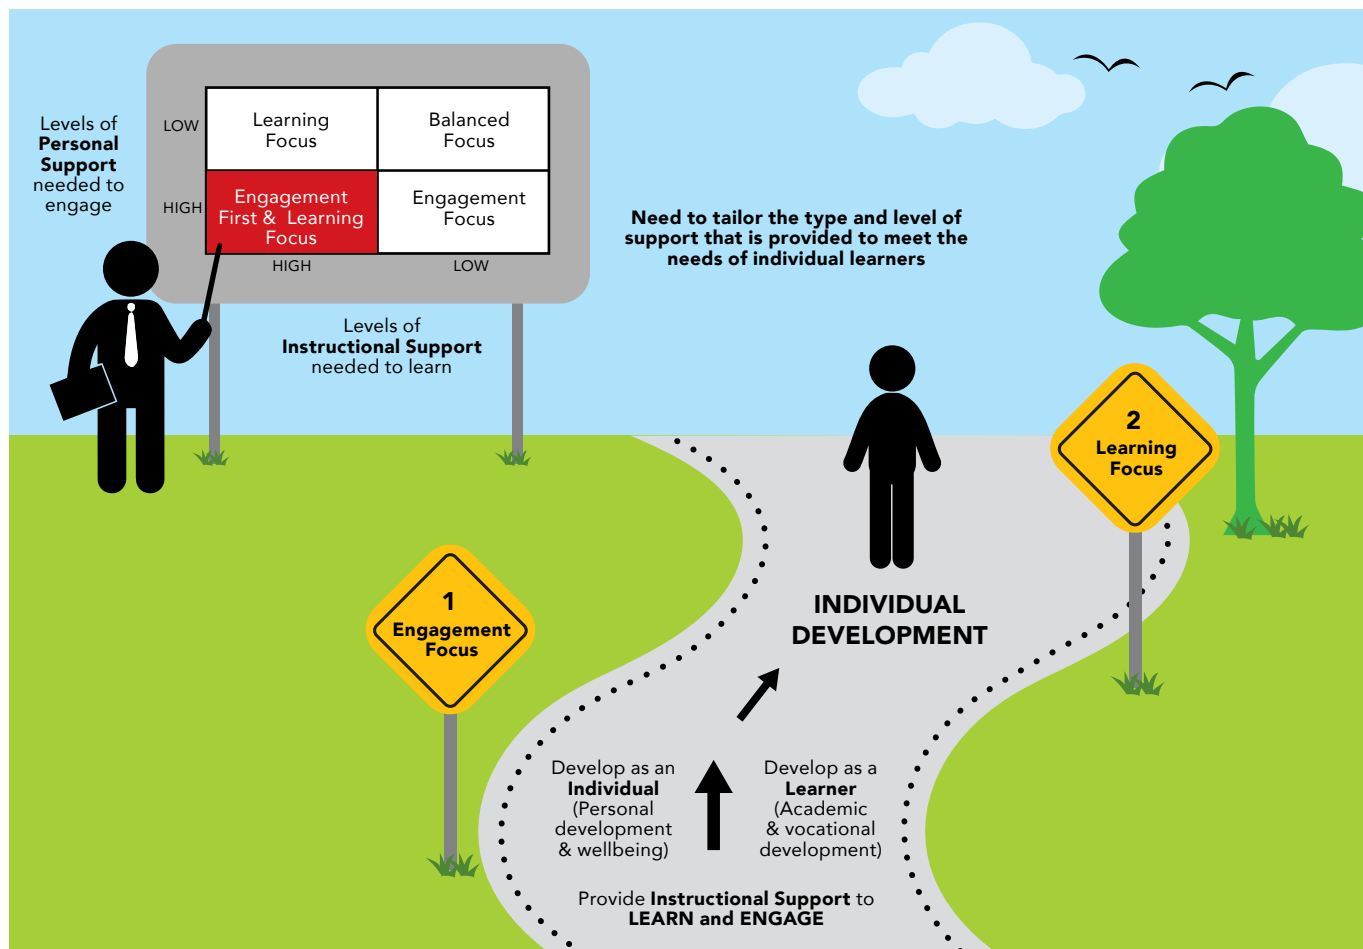 Levels of
Personal
Support
needed to
engage
LOW
HIGH
Learning
Focus
Balanced
Focus
Engagement
First & Learning
Focus
Engagement
Focus
HIGH
LOW
Levels of
Instructional Support
needed to learn
Need to tailor the type and level of
support that is provided to meet the
needs of individual learners
2
Learning
Focus
1
Engagement
Focus
INDIVIDUAL
DEVELOPMENT
Develop as an
Individual
(Personal
development
& wellbeing)
Develop as a
Learner
(Academic
& vocational
development)
Provide Instructional Support to
LEARN and ENGAGE